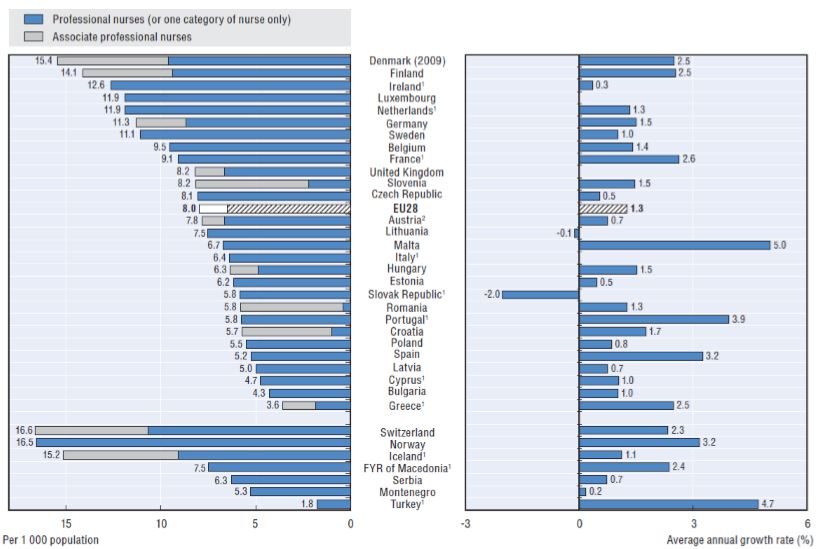 Professional nurses (or one category of nurse only)
Associate professional nurses
15.4 Denmark (2009) 2.5
14.1 Finland 2.5
12.6 Ireland¹ 0.3
11.9 Luxembourg
11.9 Netherlands¹ 1.3
11.3 Germany 1.5
11.1 Sweden 1.0
9.5 Belgium 1.4
9.1 France¹ 2.6
8.2 United Kingdom
8.2 Slovenia 1.5
8.1 Czech Republic 0.5
8.0 EU28 1.3
7.8 Austria² 0.7
7.5 Lithuania -0.1
6.7 Malta 5.0
6.4 Italy¹
6.3 Hungary 1.5
6.2 Estonia 0.5
5.8 Slovak Republic¹ -2.0
5.8 Romania 1.3
5.8 Portugal¹ 3.9
5.7 Croatia 1.7
5.5 Poland 0.8
5.2 Spain 3.2
5.0 Latvia 0.7
4.7 Cyprus¹ 1.0
4.3 Bulgaria 1.0
3.6 Greece¹ 2.5
16.6 Switzerland 2.3
16.5 Norway 3.2
15.2 Iceland¹ 1.1
7.5 FYR of Macedonia¹ 2.4
6.3 Serbia 0.7
5.3 Montenegro 0.2
1.8 Turkey¹ 4.7
15 10 5 0 -3 0 3 6
Per 1 000 population Average annual growth rate (%)